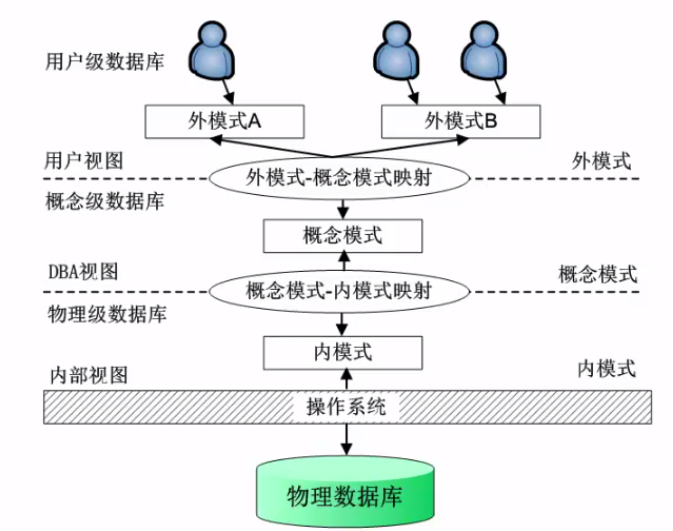 用户级数据库
外模式A
外模式B
用户视图
外模式-概念模式映射
外模式
概念级数据库
概念模式
DBA视图
概念模式-内模式映射
概念模式
物理级数据库
内模式
内部视图
内模式
操作系统
物理数据库